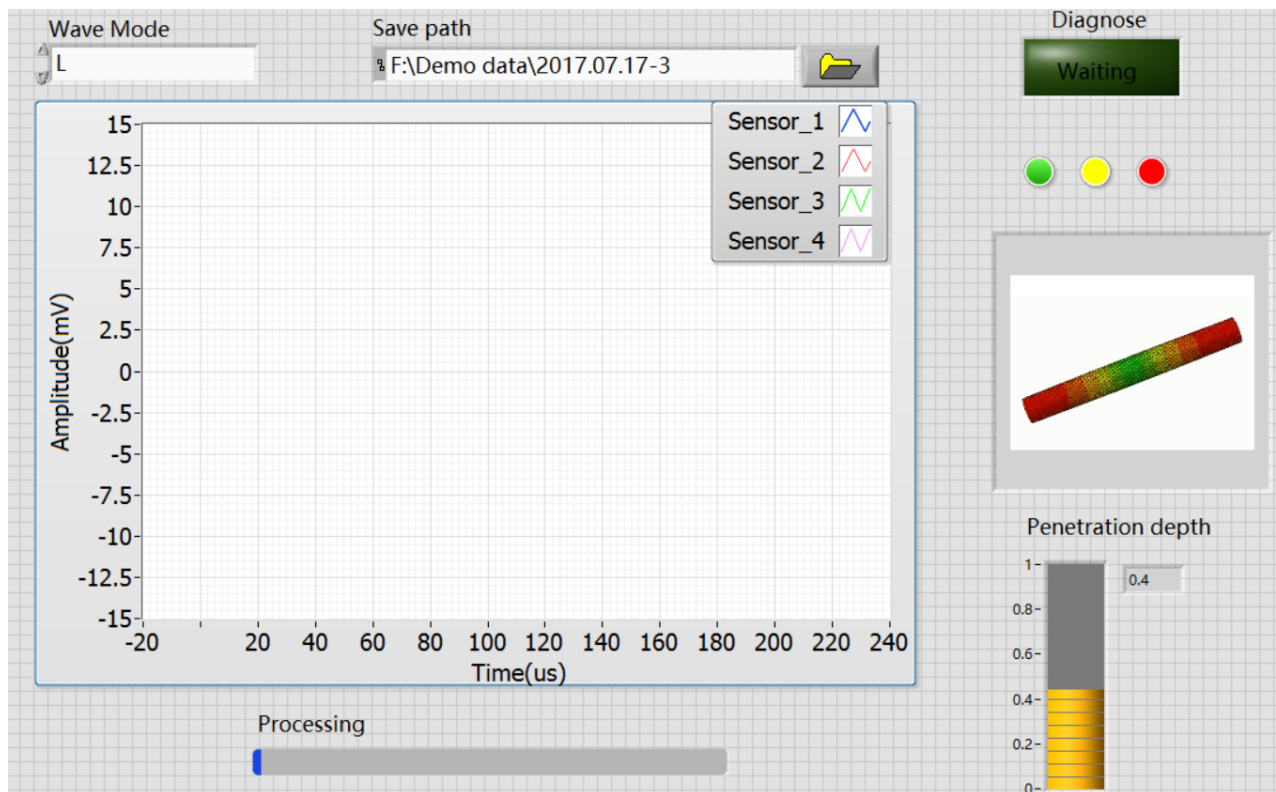 Wave Mode
L
Save path
F:\Demo data\2017.07.17-3
Diagnose
Waiting
Sensor_1
Sensor_2
Sensor_3
Sensor_4
Amplitude(mV)
15
12.5
10
7.5
5
2.5
0
-2.5
-5
-7.5
-10
-12.5
-15
-20 20 40 60 80 100 120 140 160 180 200 220 240
Time(us)
Processing
Penetration depth
1
0.8
0.6
0.4
0.2
0
0.4